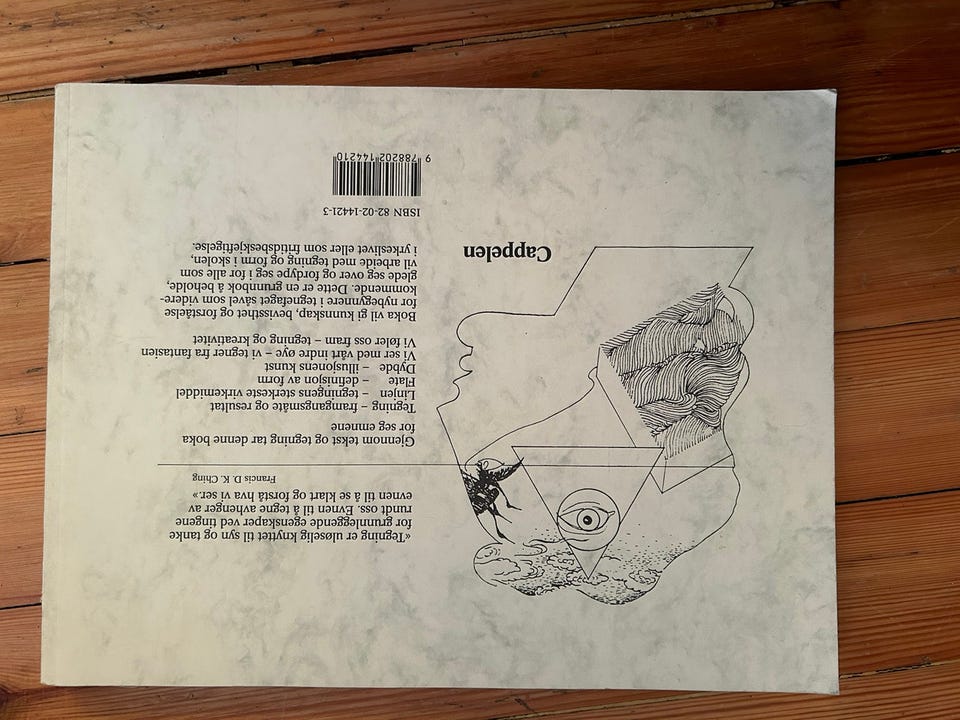 «Tegning er uløselig knyttet til syn og tanke
for grunnleggende egenskaper ved tingene
rundt oss. Evnen til å tegne avhenger av
evnen til å se klart og forstå hva vi ser.»
Francis D. K. Ching
Gjennom tekst og tegning tar denne boka
for seg emnene
Tegning – framgangsmåte og resultat
Linjen – tegningens sterkeste virkemiddel
Flate – definisjon av form
Dybde – illusjonens kunst
Vi ser med vårt indre øye – vi tegner fra fantasien
Vi føler oss fram – tegning og kreativitet
Boka vil gi kunnskap, bevissthet og forståelse
for nybegynnere i tegnefaget såvel som videre-
kommende. Dette er en grunnbok å beholde,
glede seg over og fordype seg i for alle som
vil arbeide med tegning og form i skolen,
i yrkeslivet eller som fritidsbeskjeftigelse.
Cappelen
ISBN 82-02-14421-3
9 788202 144210